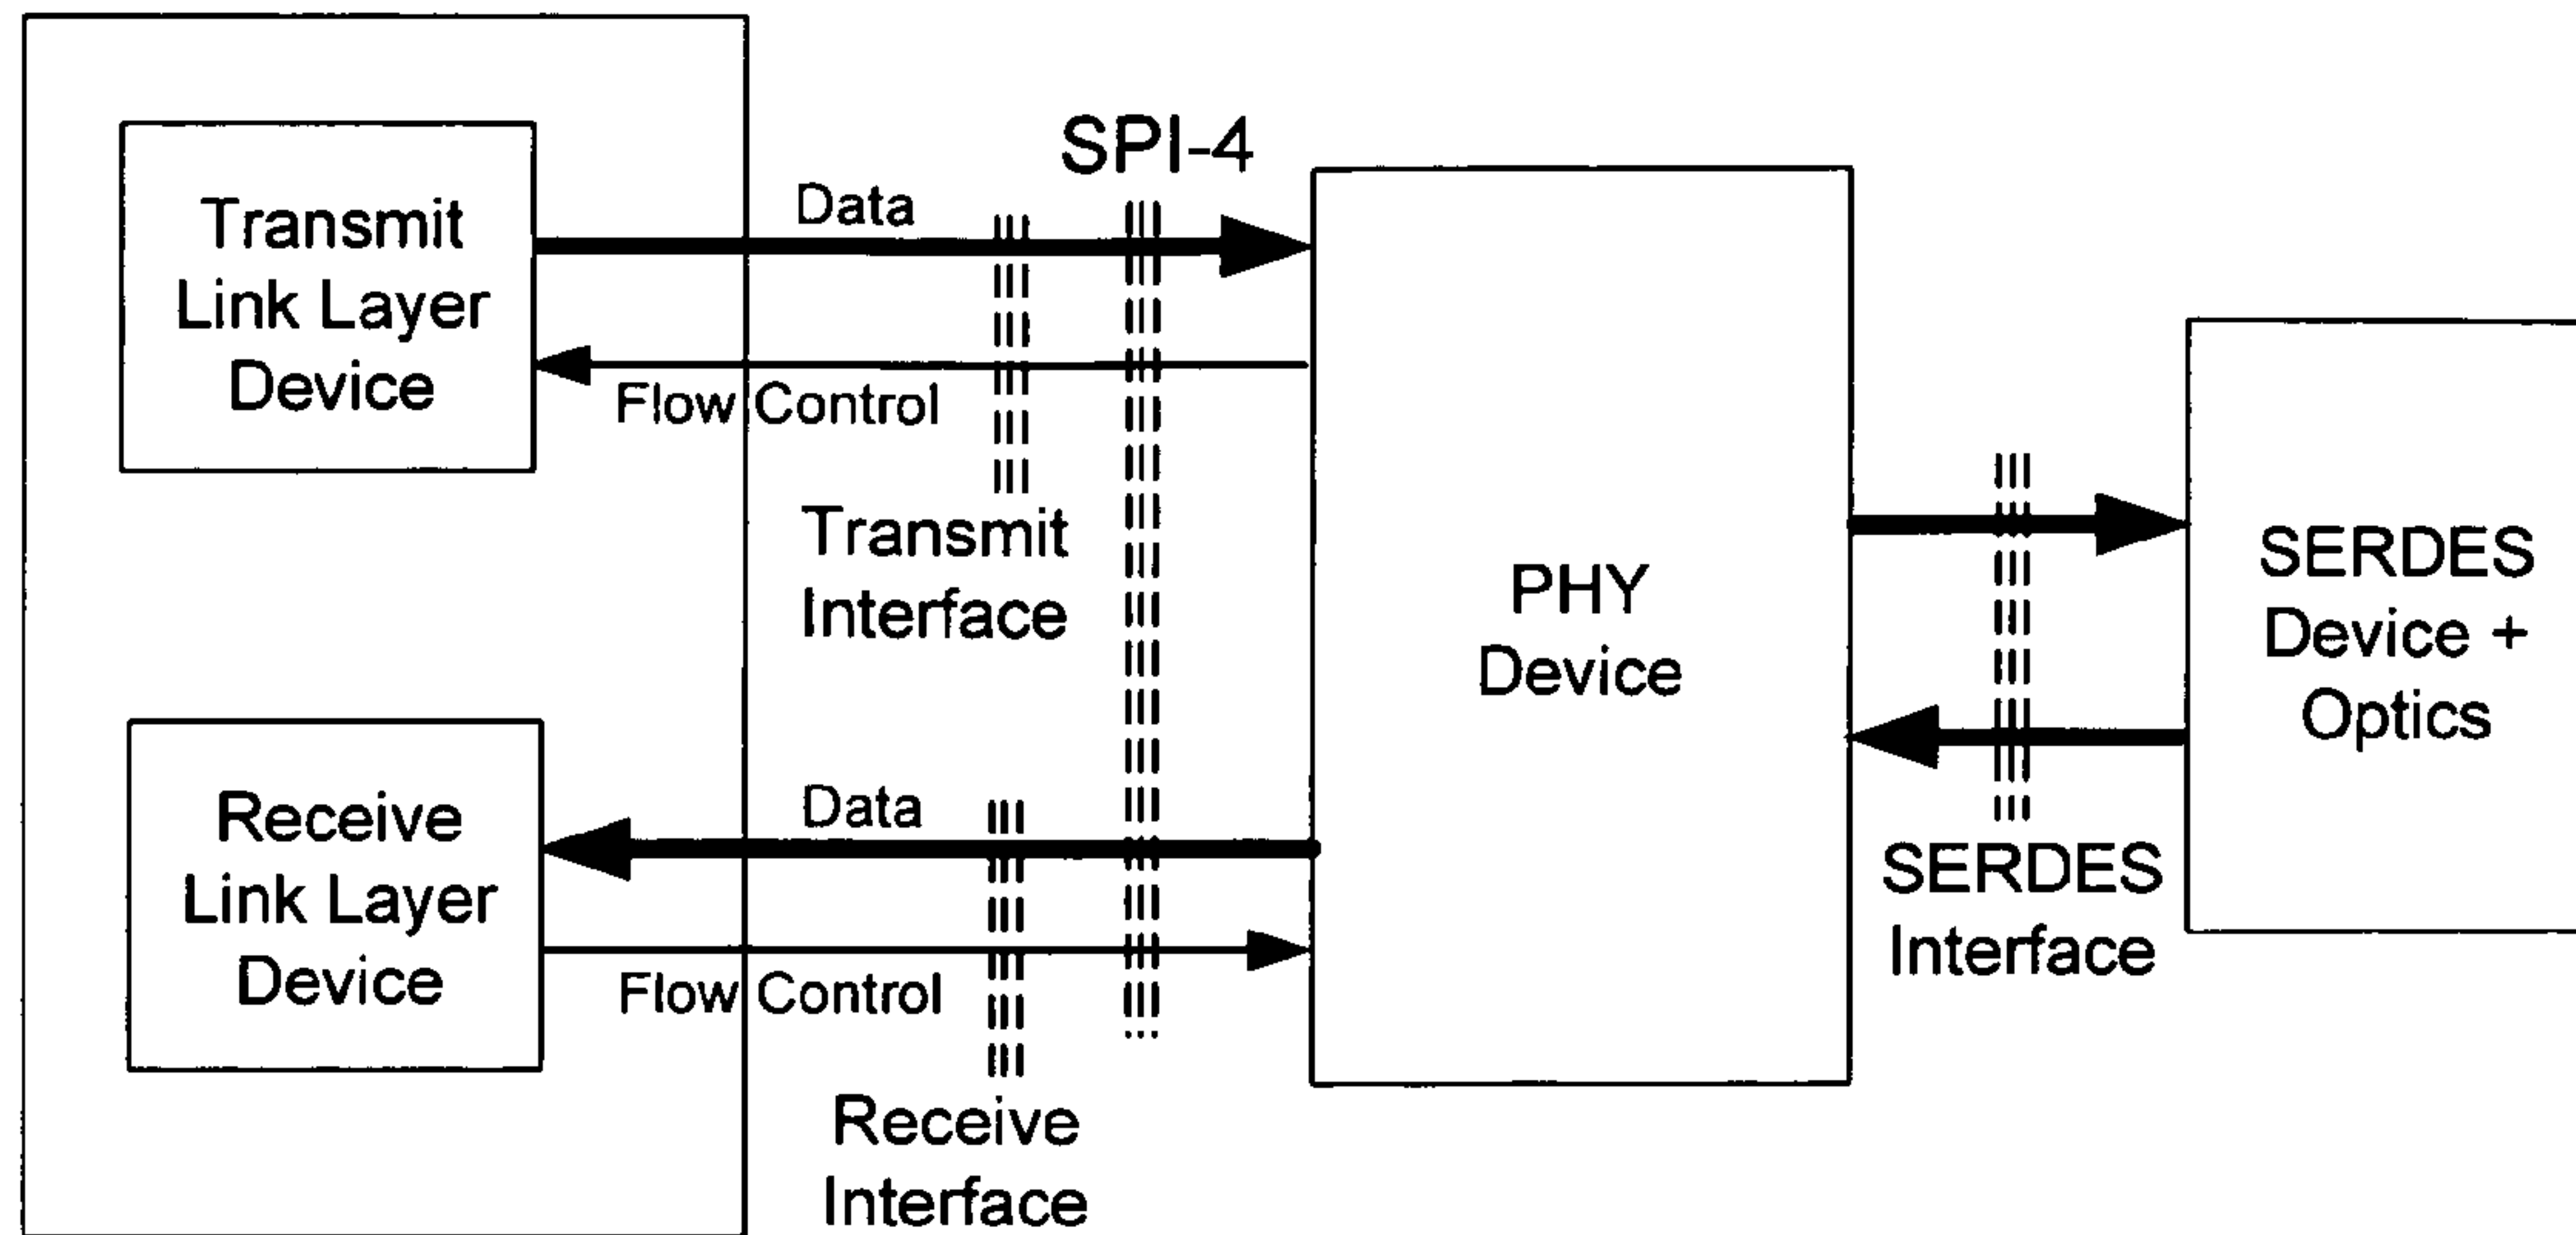 SPI-4
Data
Transmit
Link Layer
Device
Flow Control
Transmit
Interface
PHY
Device
SERDES
Device +
Optics
Data
Receive
Link Layer
Device
Flow Control
SERDES
Interface
Receive
Interface